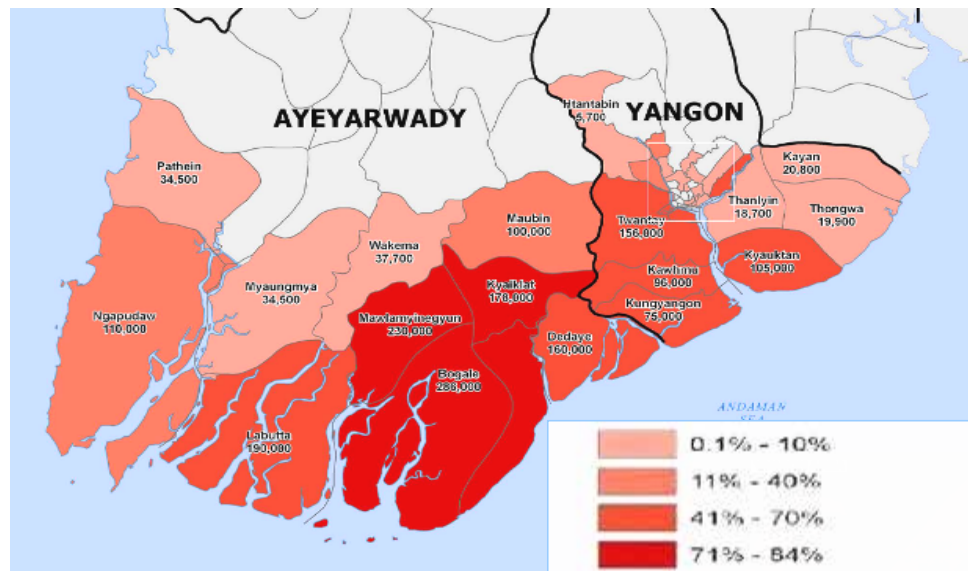 AYEYARWADY
YANGON
Htantabin
5,700
Pathein
34,500
Kayan
20,800
Thanlyin
18,700
Thongwa
19,900
Maubin
100,000
Twantay
156,000
Wakema
37,700
Kyauktan
105,000
Kawhmu
96,000
Myaungmya
34,500
Kyaiklat
170,000
Kungyangon
75,000
Ngapudaw
110,000
Mawlamyinegyun
230,000
Dedaye
160,000
Bogale
286,000
Labutta
190,000
ANDAMAN
SEA
0.1% - 10%
11% - 40%
41% - 70%
71% - 84%